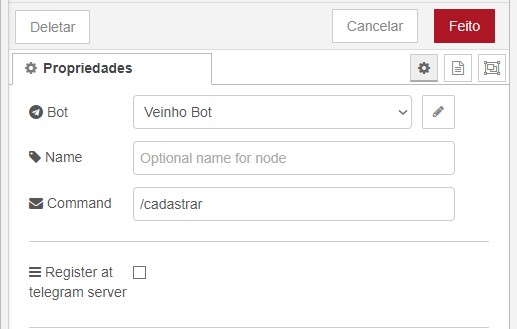 Deletar
Cancelar
Feito
Propriedades
Bot
Veinho Bot
Name
Optional name for node
Command
/cadastrar
Register at
telegram server